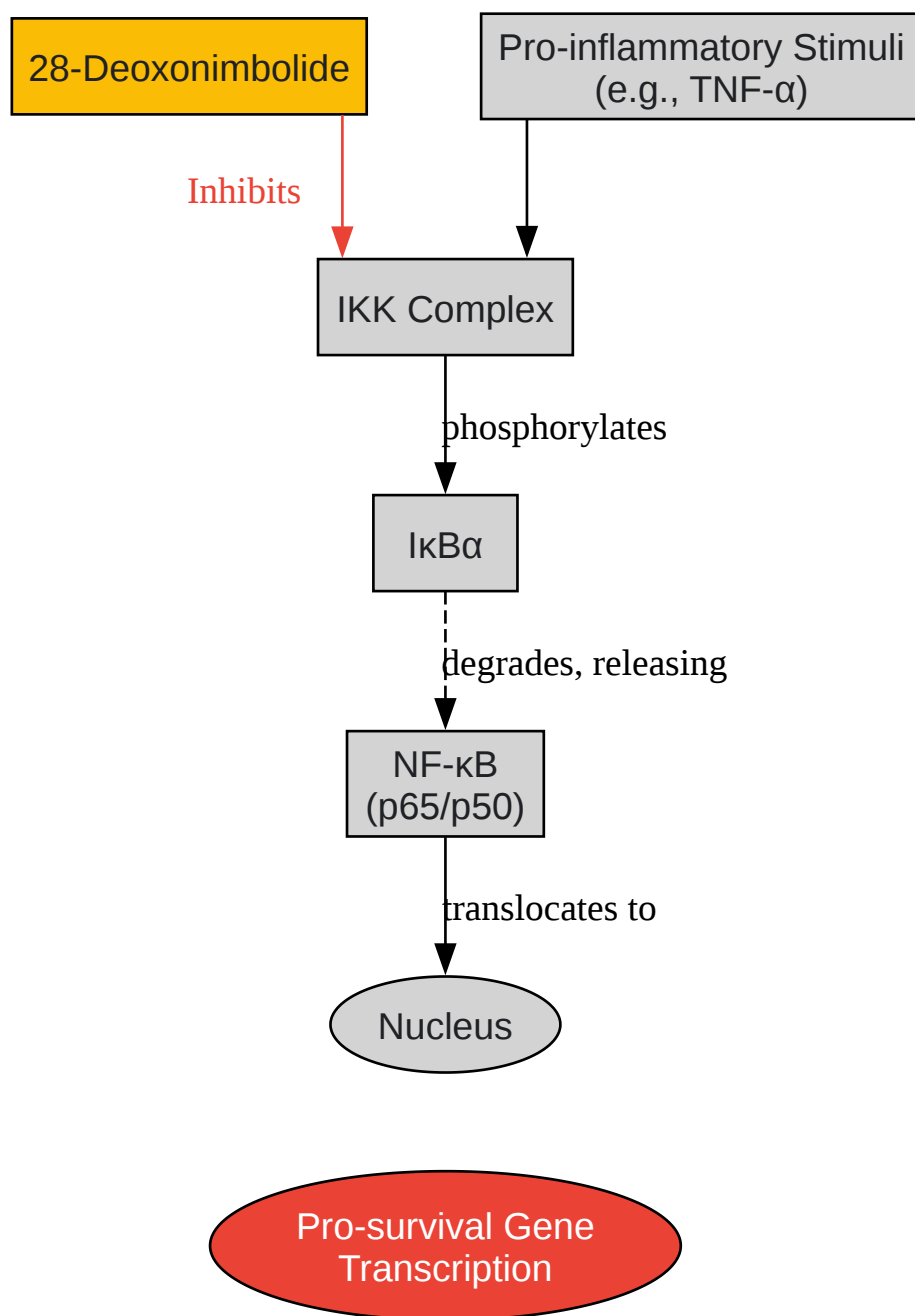 28-Deoxonimbolide
Pro-inflammatory Stimuli
(e.g., TNF-α)
Inhibits
IKK Complex
phosphorylates
IκBα
degrades, releasing
NF-κB
(p65/p50)
translocates to
Nucleus
Pro-survival Gene
Transcription